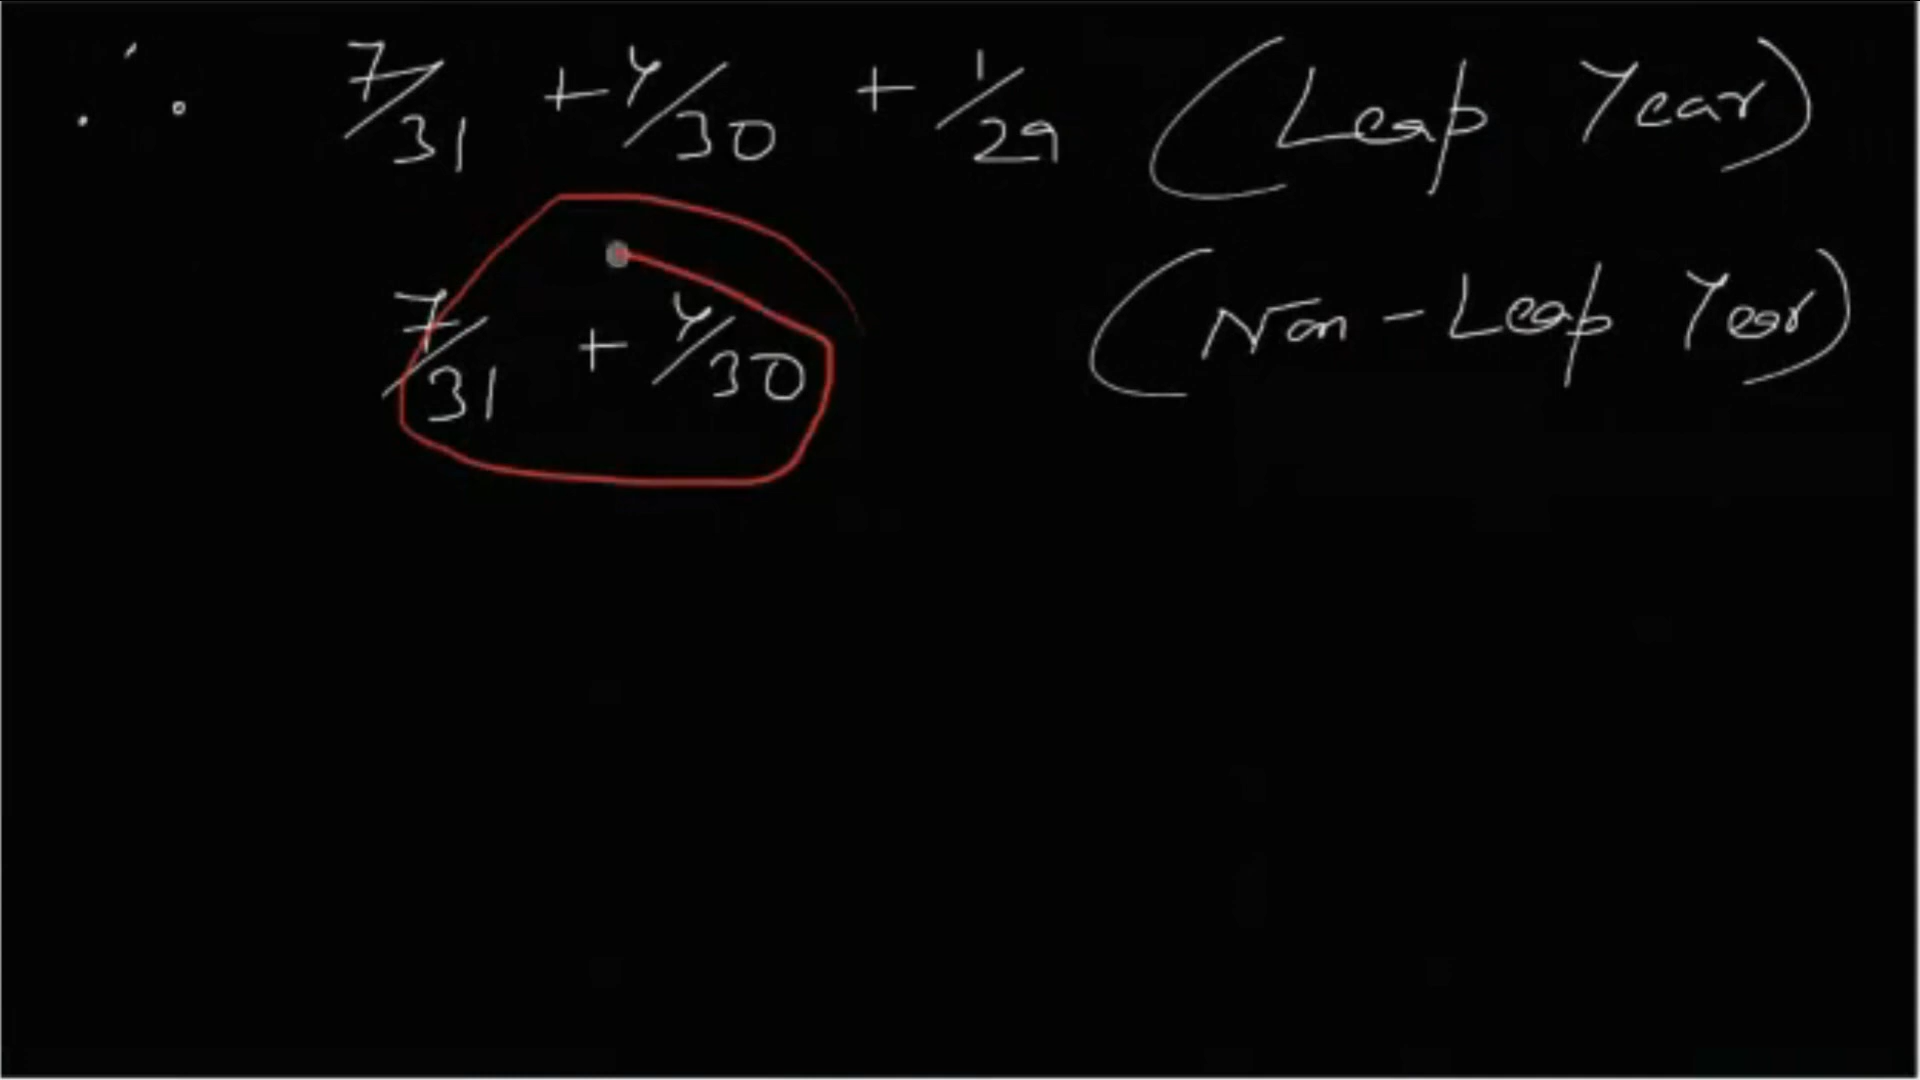 ∴ 7/31 + 4/30 + 1/29 (Leap Year)
7/31 + 4/30 (Non-Leap Year)